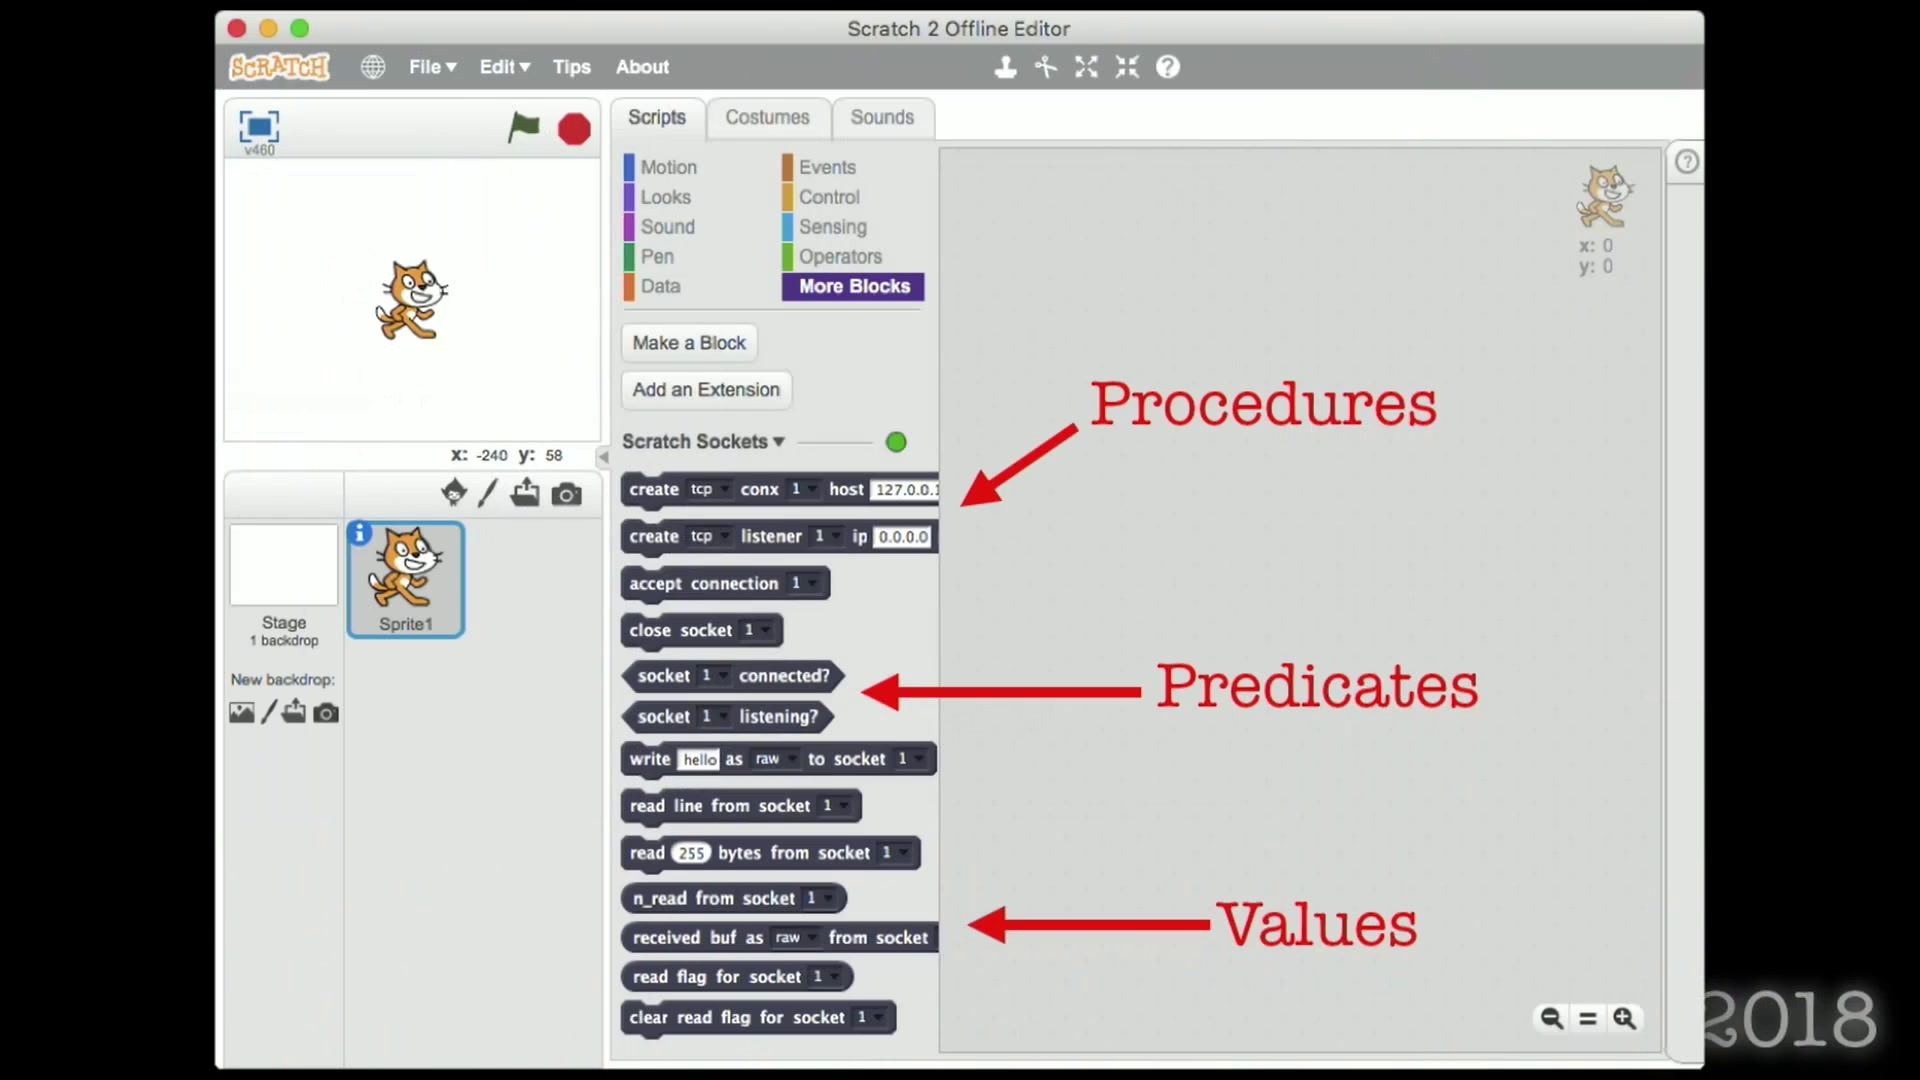 Scratch 2 Offline Editor
SCRATCH File Edit Tips About
v460
Scripts Costumes Sounds
Motion Events
Looks Control
Sound Sensing
Pen Operators
Data More Blocks
x: 0
y: 0
Make a Block
Add an Extension
Procedures
Scratch Sockets
x: -240 y: 58
create tcp conx 1 host 127.0.0.1
create tcp listener 1 ip 0.0.0.0
accept connection 1
close socket 1
Stage
1 backdrop
Sprite1
New backdrop:
socket 1 connected?
Predicates
socket 1 listening?
write hello as raw to socket 1
read line from socket 1
read 255 bytes from socket 1
n_read from socket 1
Values
received buf as raw from socket
read flag for socket 1
clear read flag for socket 1
2018